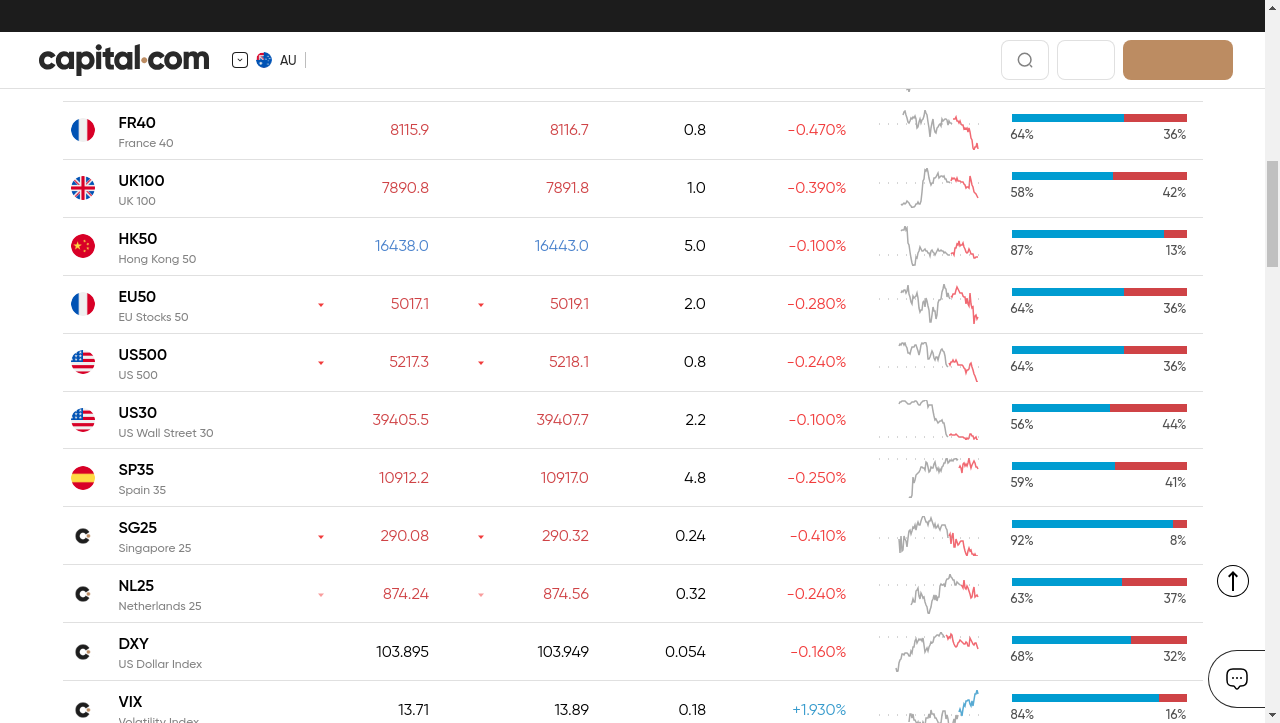 capital.com
AU
FR40 8115.9 8116.7 0.8 -0.470%
France 40 64% 36%
UK100 7890.8 7891.8 1.0 -0.390%
UK 100 58% 42%
HK50 16438.0 16443.0 5.0 -0.100%
Hong Kong 50 87% 13%
EU50 5017.1 5019.1 2.0 -0.280%
EU Stocks 50 64% 36%
US500 5217.3 5218.1 0.8 -0.240%
US 500 64% 36%
US30 39405.5 39407.7 2.2 -0.100%
US Wall Street 30 56% 44%
SP35 10912.2 10917.0 4.8 -0.250%
Spain 35 59% 41%
SG25 290.08 290.32 0.24 -0.410%
Singapore 25 92% 8%
NL25 874.24 874.56 0.32 -0.240%
Netherlands 25 63% 37%
DXY 103.895 103.949 0.054 -0.160%
US Dollar Index 68% 32%
VIX 13.71 13.89 0.18 +1.930%
Volatility Index 84% 16%